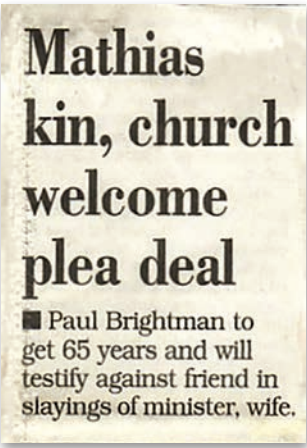 Mathias
kin, church
welcome
plea deal
■ Paul Brightman to
get 65 years and will
testify against friend in
slayings of minister, wife.